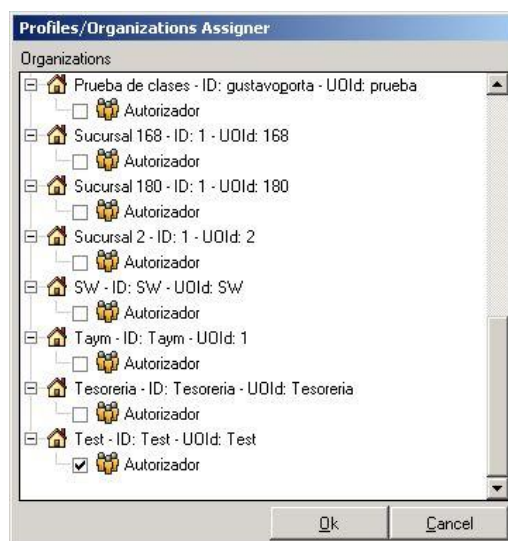 Profiles/Organizations Assigner
Organizations
Prueba de clases - ID: gustavoporta - UOId: prueba
Autorizador
Sucursal 168 - ID: 1 - UOId: 168
Autorizador
Sucursal 180 - ID: 1 - UOId: 180
Autorizador
Sucursal 2 - ID: 1 - UOId: 2
Autorizador
SW - ID: SW - UOId: SW
Autorizador
Taym - ID: Taym - UOId: 1
Autorizador
Tesoreria - ID: Tesoreria - UOId: Tesoreria
Autorizador
Test - ID: Test - UOId: Test
Autorizador
Ok Cancel